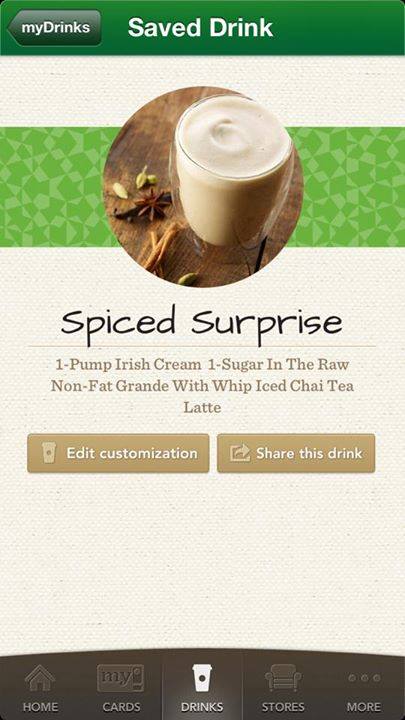 myDrinks Saved Drink
Spiced Surprise
1-Pump Irish Cream 1-Sugar In The Raw
Non-Fat Grande With Whip Iced Chai Tea
Latte
Edit customization Share this drink
my
HOME CARDS DRINKS STORES MORE